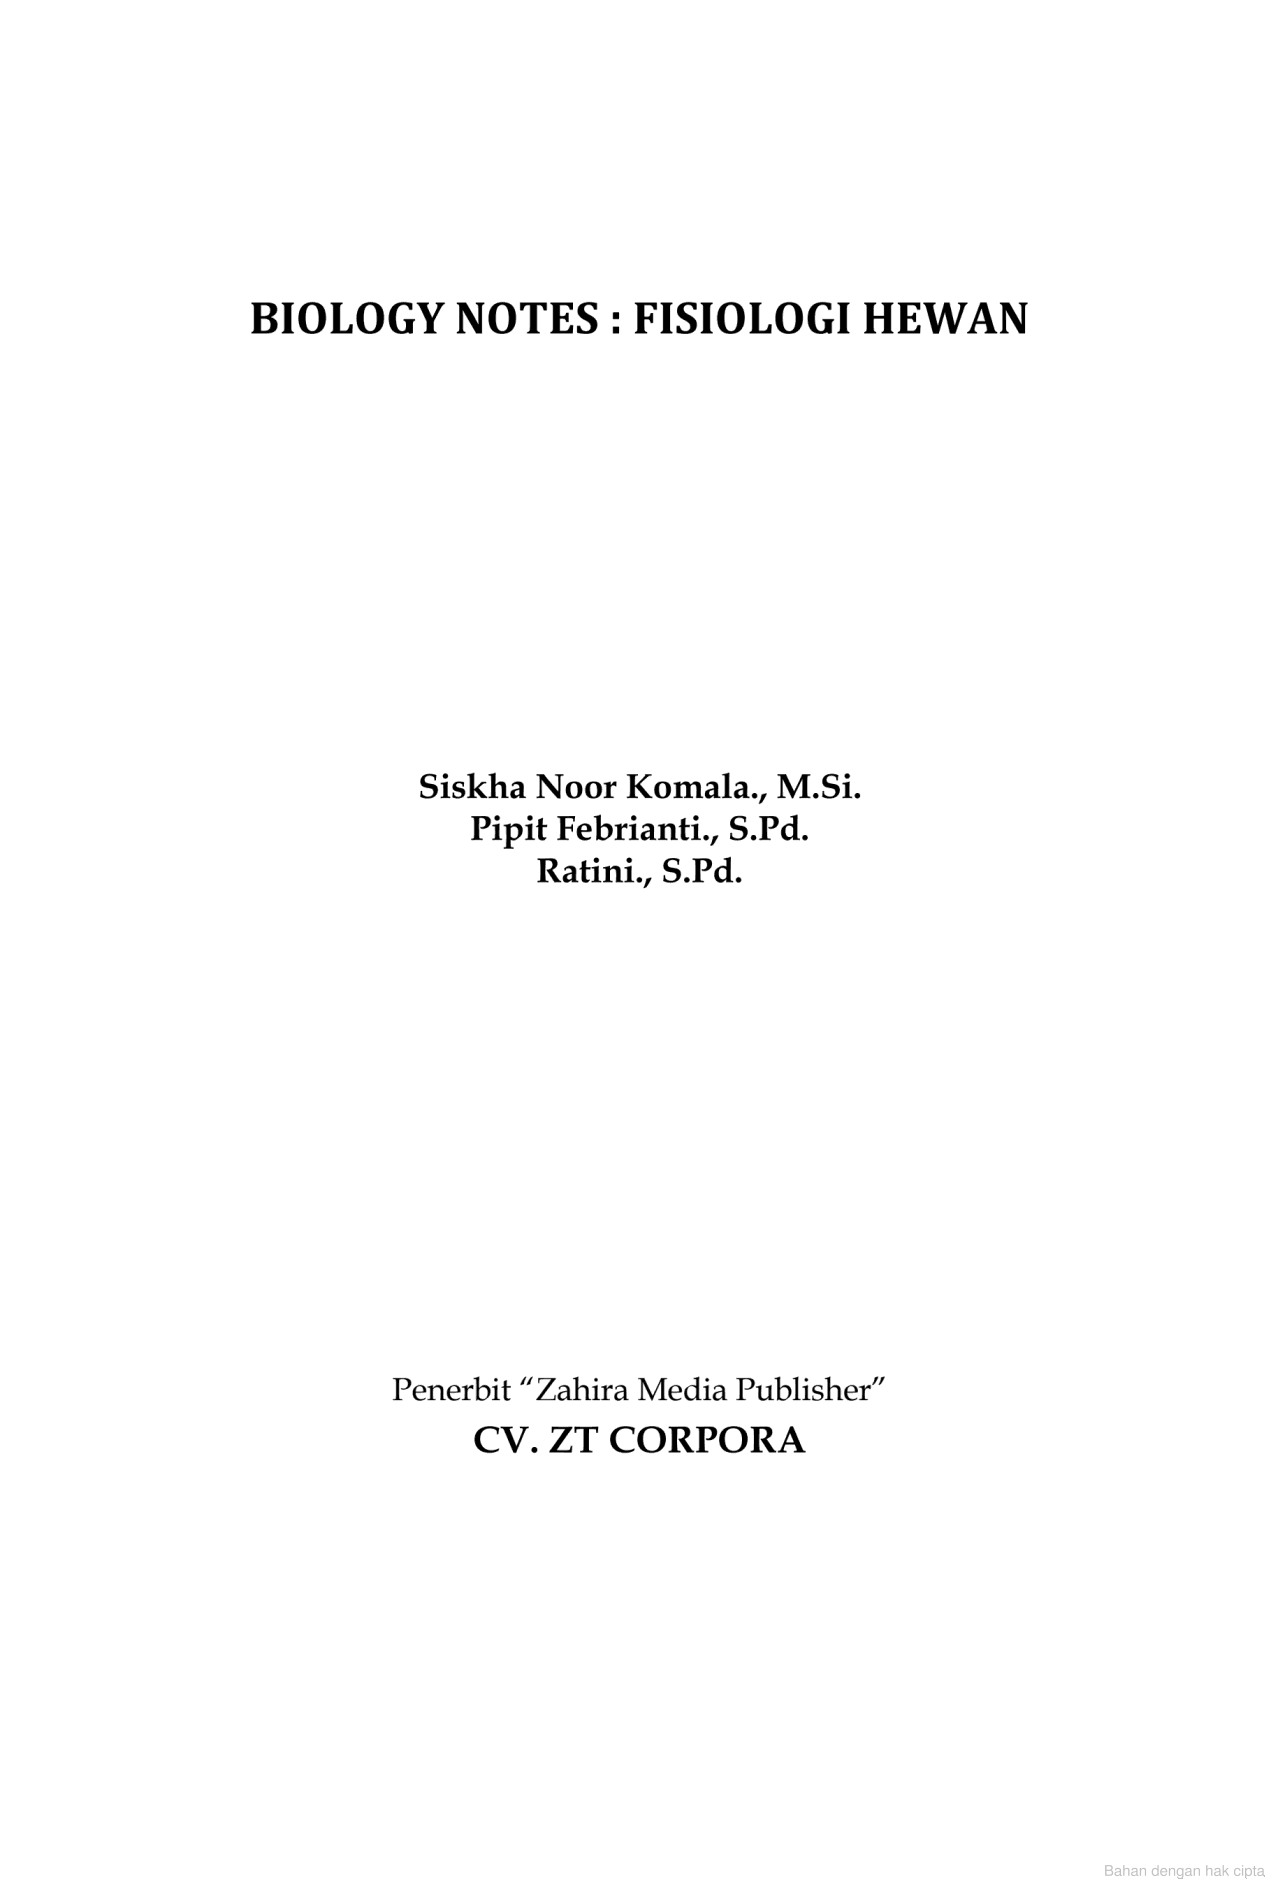 BIOLOGY NOTES : FISIOLOGI HEWAN
Siskha Noor Komala., M.Si.
Pipit Febrianti., S.Pd.
Ratini., S.Pd.
Penerbit “Zahira Media Publisher”
CV. ZT CORPORA
Bahan dengan hak cipta